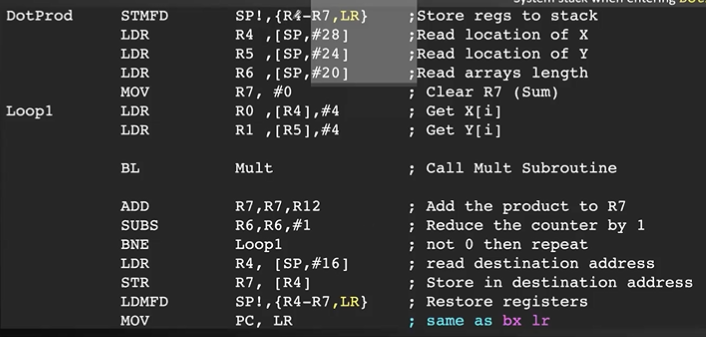 System stack when entering
DotProd STMFD SP!,{R4-R7,LR} ;Store regs to stack
LDR R4 ,[SP,#28] ;Read location of X
LDR R5 ,[SP,#24] ;Read location of Y
LDR R6 ,[SP,#20] ;Read arrays length
MOV R7, #0 ; Clear R7 (Sum)
Loop1 LDR R0 ,[R4],#4 ; Get X[i]
LDR R1 ,[R5],#4 ; Get Y[i]
BL Mult ; Call Mult Subroutine
ADD R7,R7,R12 ; Add the product to R7
SUBS R6,R6,#1 ; Reduce the counter by 1
BNE Loop1 ; not 0 then repeat
LDR R4, [SP,#16] ; read destination address
STR R7, [R4] ; Store in destination address
LDMFD SP!,{R4-R7,LR} ; Restore registers
MOV PC, LR ; same as bx lr